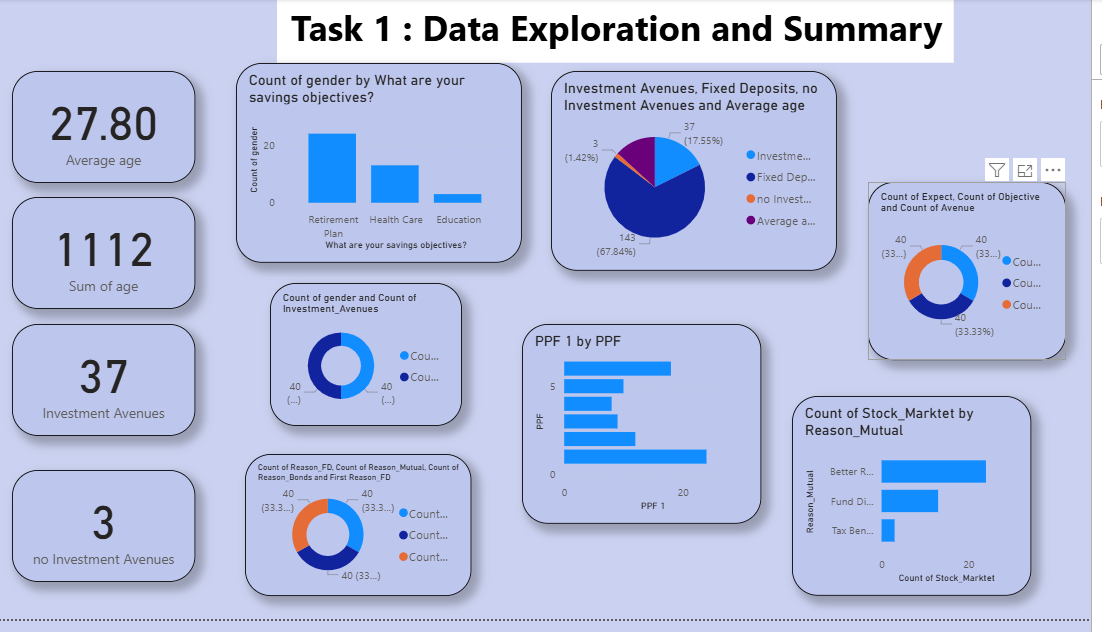 Task 1 : Data Exploration and Summary
27.80
Average age
1112
Sum of age
37
Investment Avenues
3
no Investment Avenues
Count of gender by What are your
savings objectives?
Count of gender
20
0
Retirement
Plan
Health Care
Education
What are your savings objectives?
Investment Avenues, Fixed Deposits, no
Investment Avenues and Average age
37
(17.55%)
3
(1.42%)
143
(67.84%)
Investme...
Fixed Dep...
no Invest...
Average a...
Count of Expect, Count of Objective
and Count of Avenue
40
(33...)
40
(33...)
40
(33.33%)
Cou...
Cou...
Cou...
Count of gender and Count of
Investment_Avenues
40
(...)
40
(...)
Cou...
Cou...
PPF 1 by PPF
PPF
5
0
0
20
PPF 1
Count of Stock_Marktet by
Reason_Mutual
Reason_Mutual
Better R...
Fund Di...
Tax Ben...
0
20
Count of Stock_Marktet
Count of Reason_FD, Count of Reason_Mutual, Count of
Reason_Bonds and First Reason_FD
40
(33.3...)
40
(33.3...)
40 (33...)
Count...
Count...
Count...